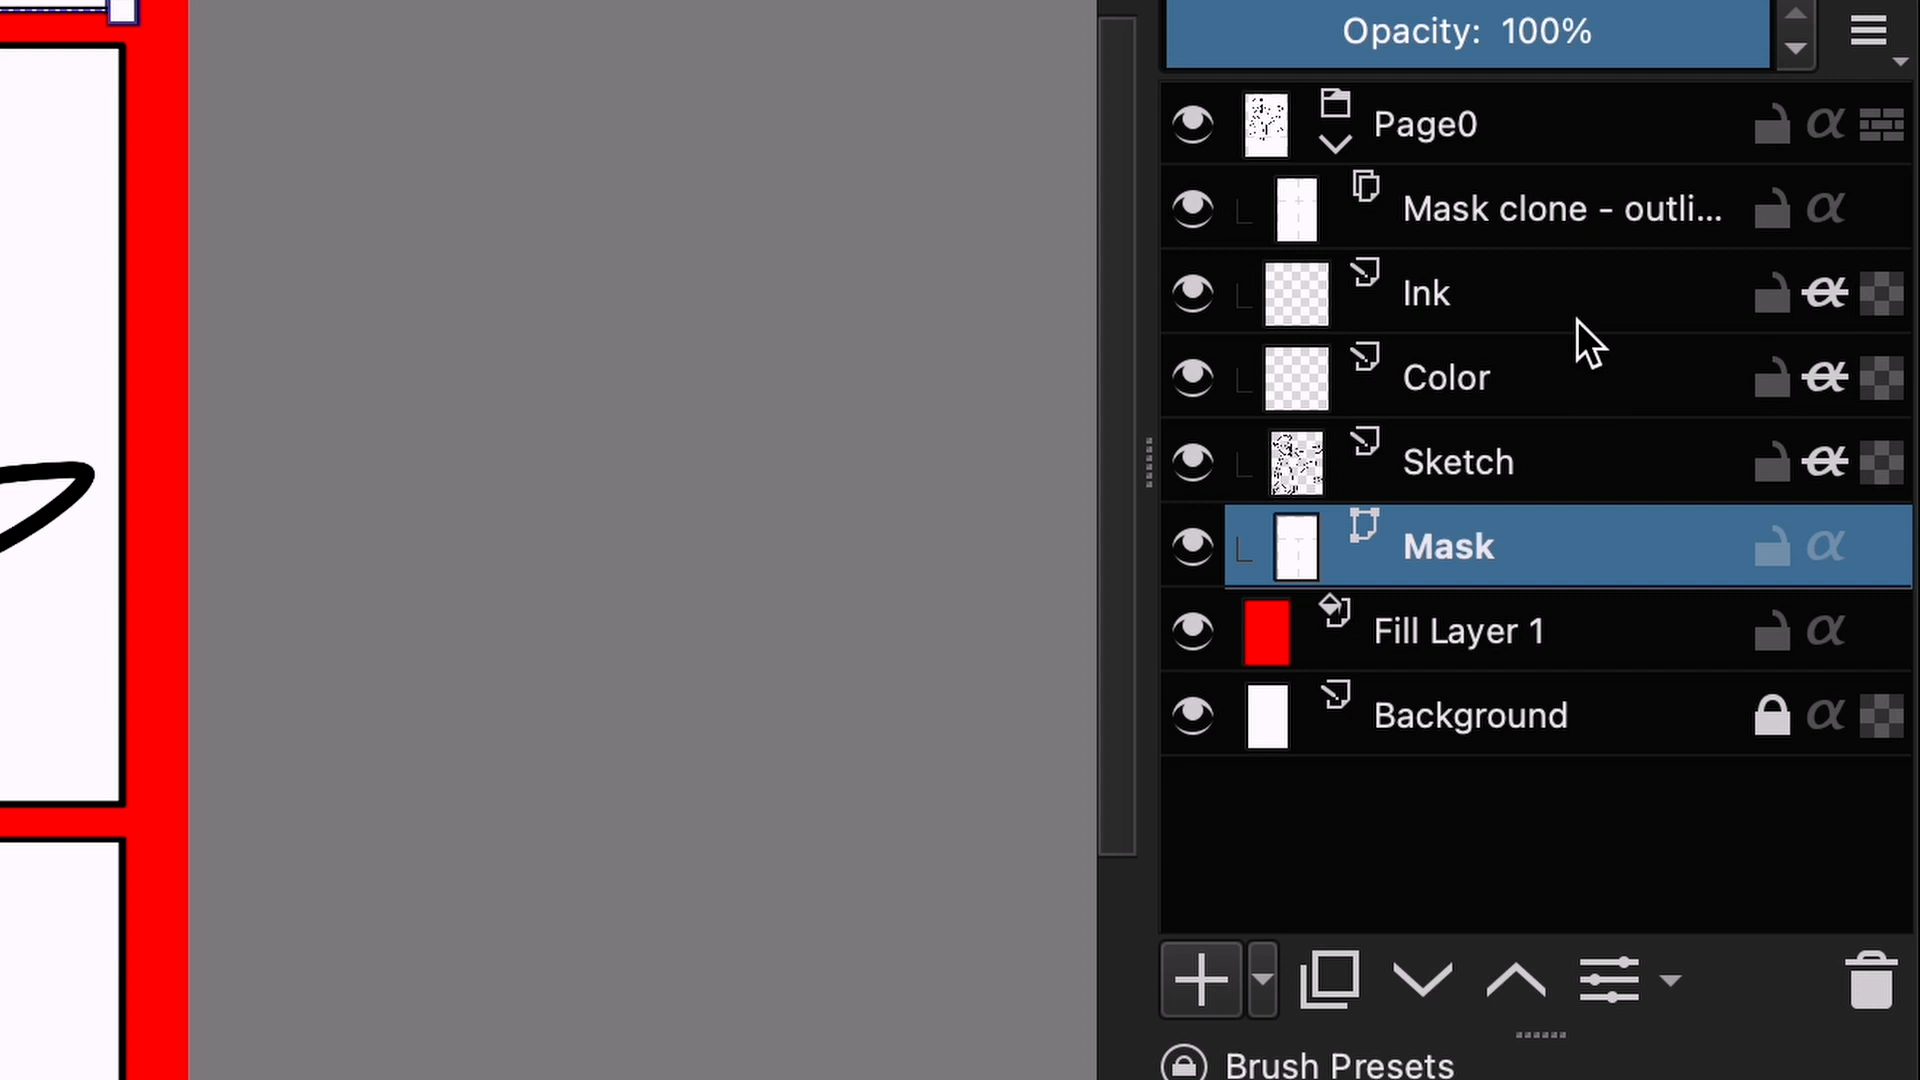 Opacity: 100%
Page0
Mask clone - outli...
Ink
Color
Sketch
Mask
Fill Layer 1
Background
Brush Presets